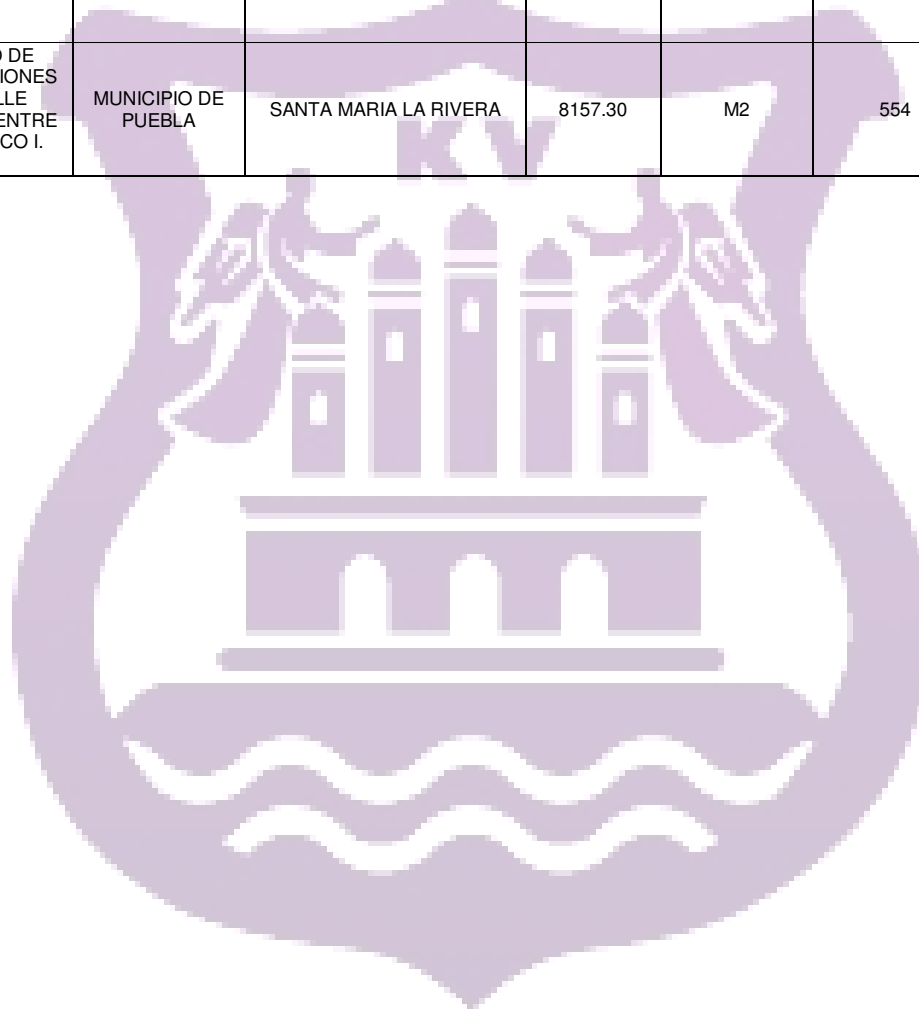 DE
IONES
LLE
ENTRE
CO I.
MUNICIPIO DE
PUEBLA
SANTA MARIA LA RIVERA
8157.30
M2
554
KV